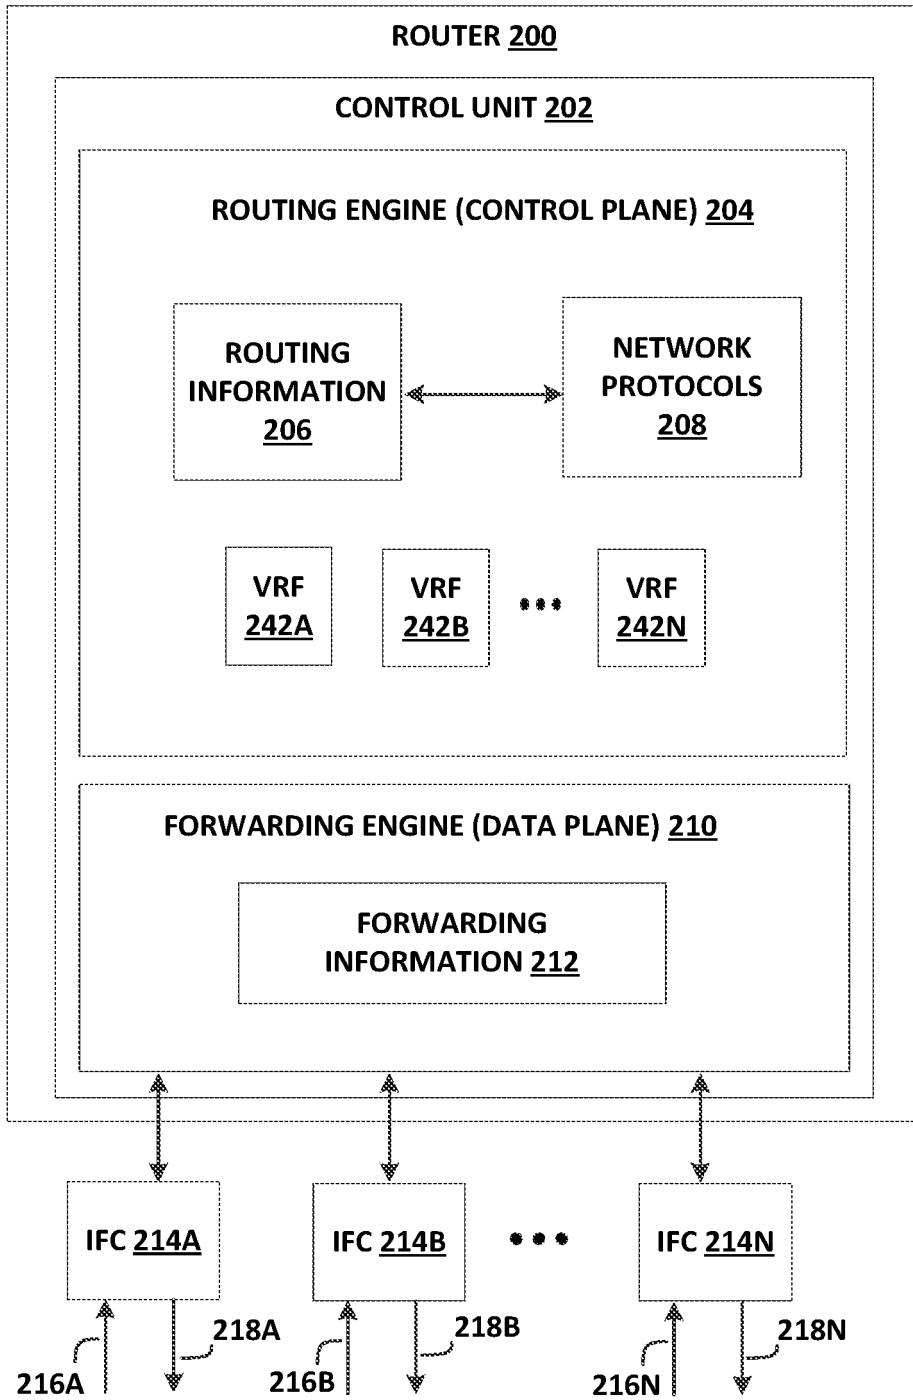 ROUTER 200
CONTROL UNIT 202
ROUTING ENGINE (CONTROL PLANE) 204
ROUTING
INFORMATION
206
NETWORK
PROTOCOLS
208
VRF
242A
VRF
242B
VRF
242N
FORWARDING ENGINE (DATA PLANE) 210
FORWARDING
INFORMATION 212
IFC 214A
IFC 214B
IFC 214N
216A
218A
216B
218B
216N
218N